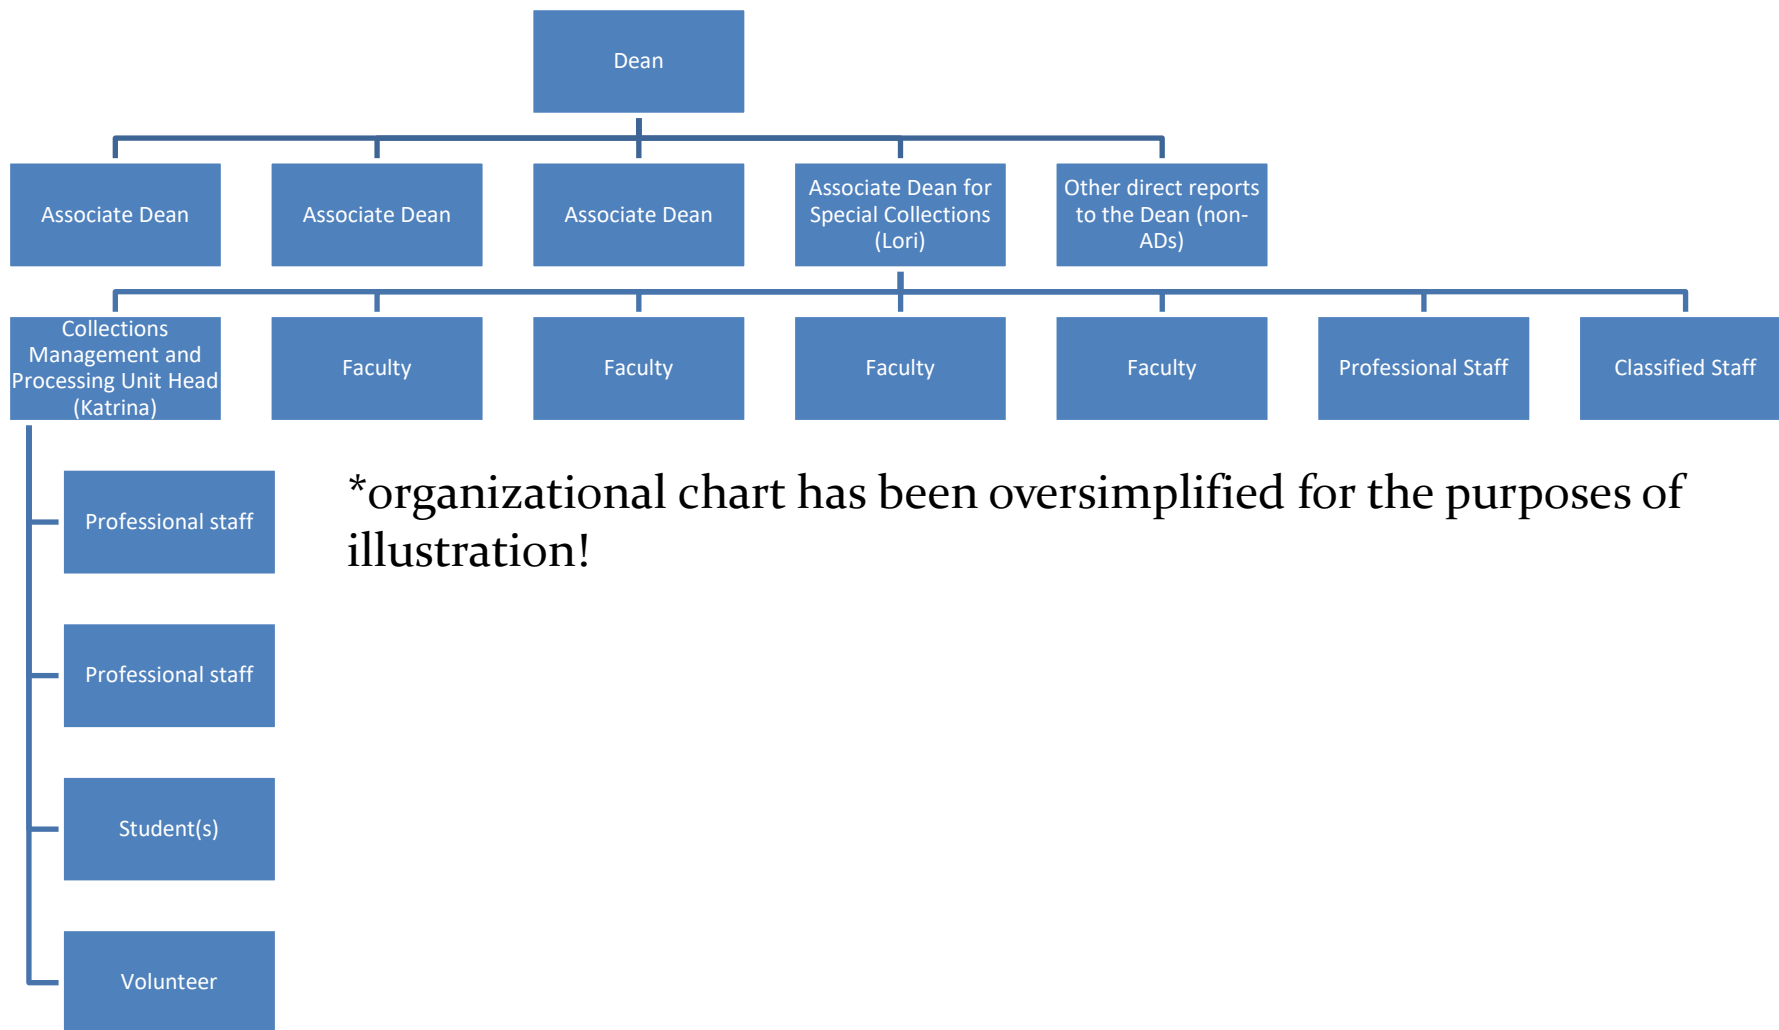 Dean
Associate Dean
Associate Dean
Associate Dean
Associate Dean for
Special Collections
(Lori)
Other direct reports
to the Dean (non-
ADs)
Collections
Management and
Processing Unit Head
(Katrina)
Faculty
Faculty
Faculty
Faculty
Professional Staff
Classified Staff
*organizational chart has been oversimplified for the purposes of
illustration!
Professional staff
Professional staff
Student(s)
Volunteer